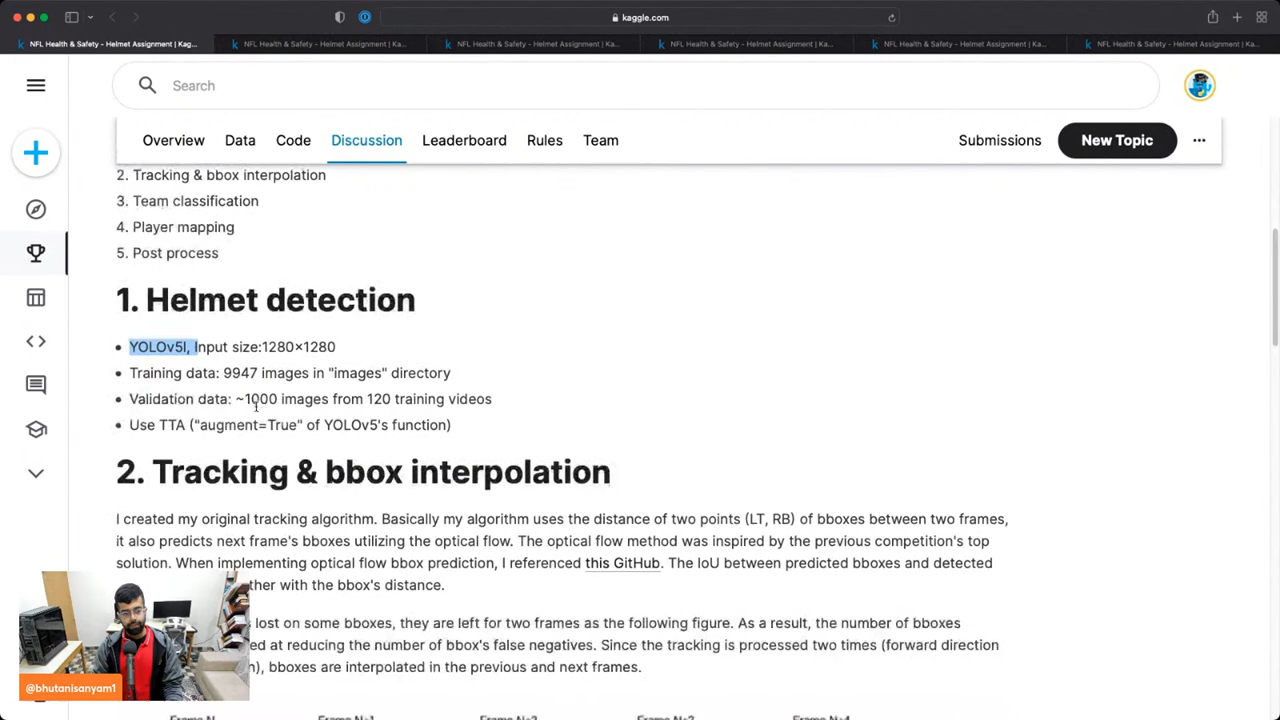 kaggle.com
NFL Health & Safety - Helmet Assignment | Kag...
NFL Health & Safety - Helmet Assignment | Ka...
NFL Health & Safety - Helmet Assignment | Ka...
NFL Health & Safety - Helmet Assignment | Ka...
NFL Health & Safety - Helmet Assignment | Ka...
NFL Health & Safety - Helmet Assignment | Ka...
Search
Overview Data Code Discussion Leaderboard Rules Team Submissions New Topic
2. Tracking & bbox interpolation
3. Team classification
4. Player mapping
5. Post process
1. Helmet detection
• YOLOv5l, Input size:1280×1280
• Training data: 9947 images in "images" directory
• Validation data: ~1000 images from 120 training videos
• Use TTA ("augment=True" of YOLOv5's function)
2. Tracking & bbox interpolation
I created my original tracking algorithm. Basically my algorithm uses the distance of two points (LT, RB) of bboxes between two frames,
it also predicts next frame's bboxes utilizing the optical flow. The optical flow method was inspired by the previous competition's top
solution. When implementing optical flow bbox prediction, I referenced this GitHub. The IoU between predicted bboxes and detected
ther with the bbox's distance.
lost on some bboxes, they are left for two frames as the following figure. As a result, the number of bboxes
ed at reducing the number of bbox's false negatives. Since the tracking is processed two times (forward direction
n), bboxes are interpolated in the previous and next frames.
@bhutanisanyam1
Frame N Frame N+1 Frame N+2 Frame N+3 Frame N+4